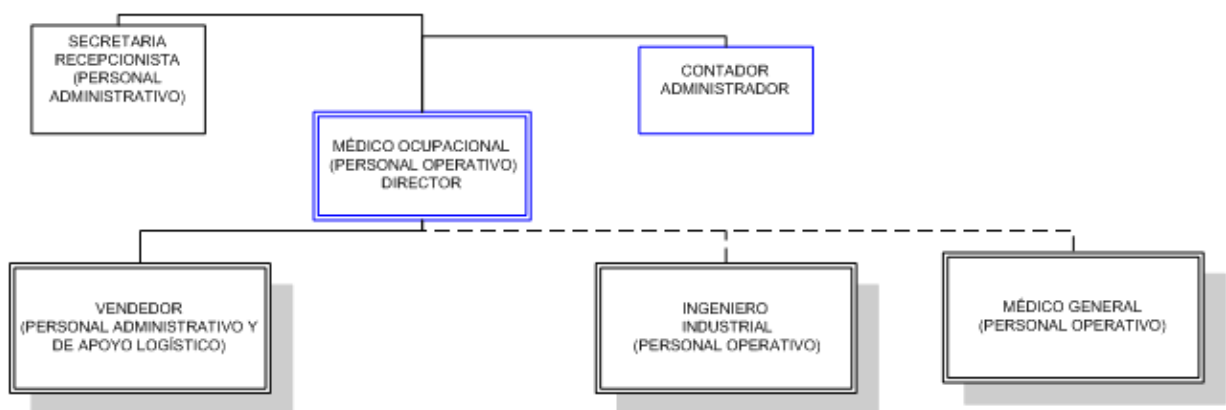 SECRETARIA
RECEPCIONISTA
(PERSONAL
ADMINISTRATIVO)
CONTADOR
ADMINISTRADOR
MÉDICO OCUPACIONAL
(PERSONAL OPERATIVO)
DIRECTOR
VENDEDOR
(PERSONAL ADMINISTRATIVO Y
DE APOYO LOGÍSTICO)
INGENIERO
INDUSTRIAL
(PERSONAL OPERATIVO)
MÉDICO GENERAL
(PERSONAL OPERATIVO)